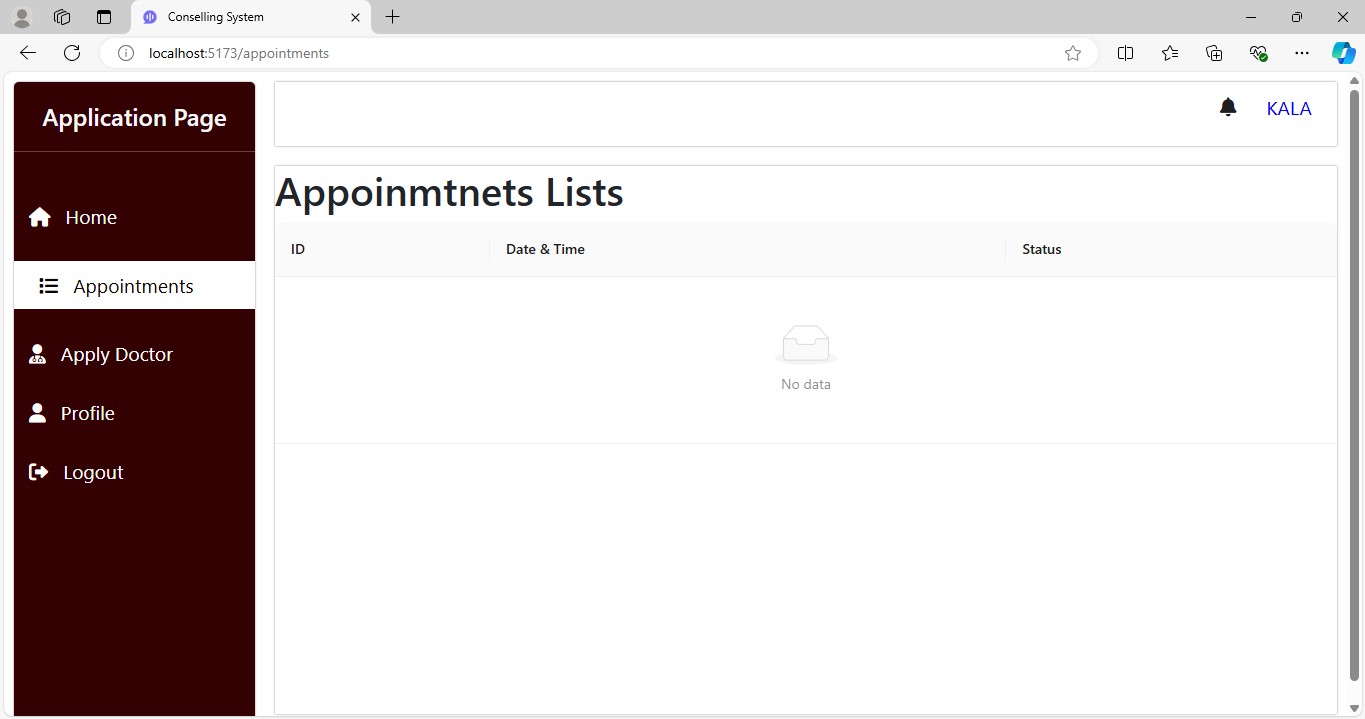 Conselling System
localhost:5173/appointments
Application Page
KALA
Home
Appointments
Apply Doctor
Profile
Logout
Appoinmtnets Lists
ID Date & Time Status
No data